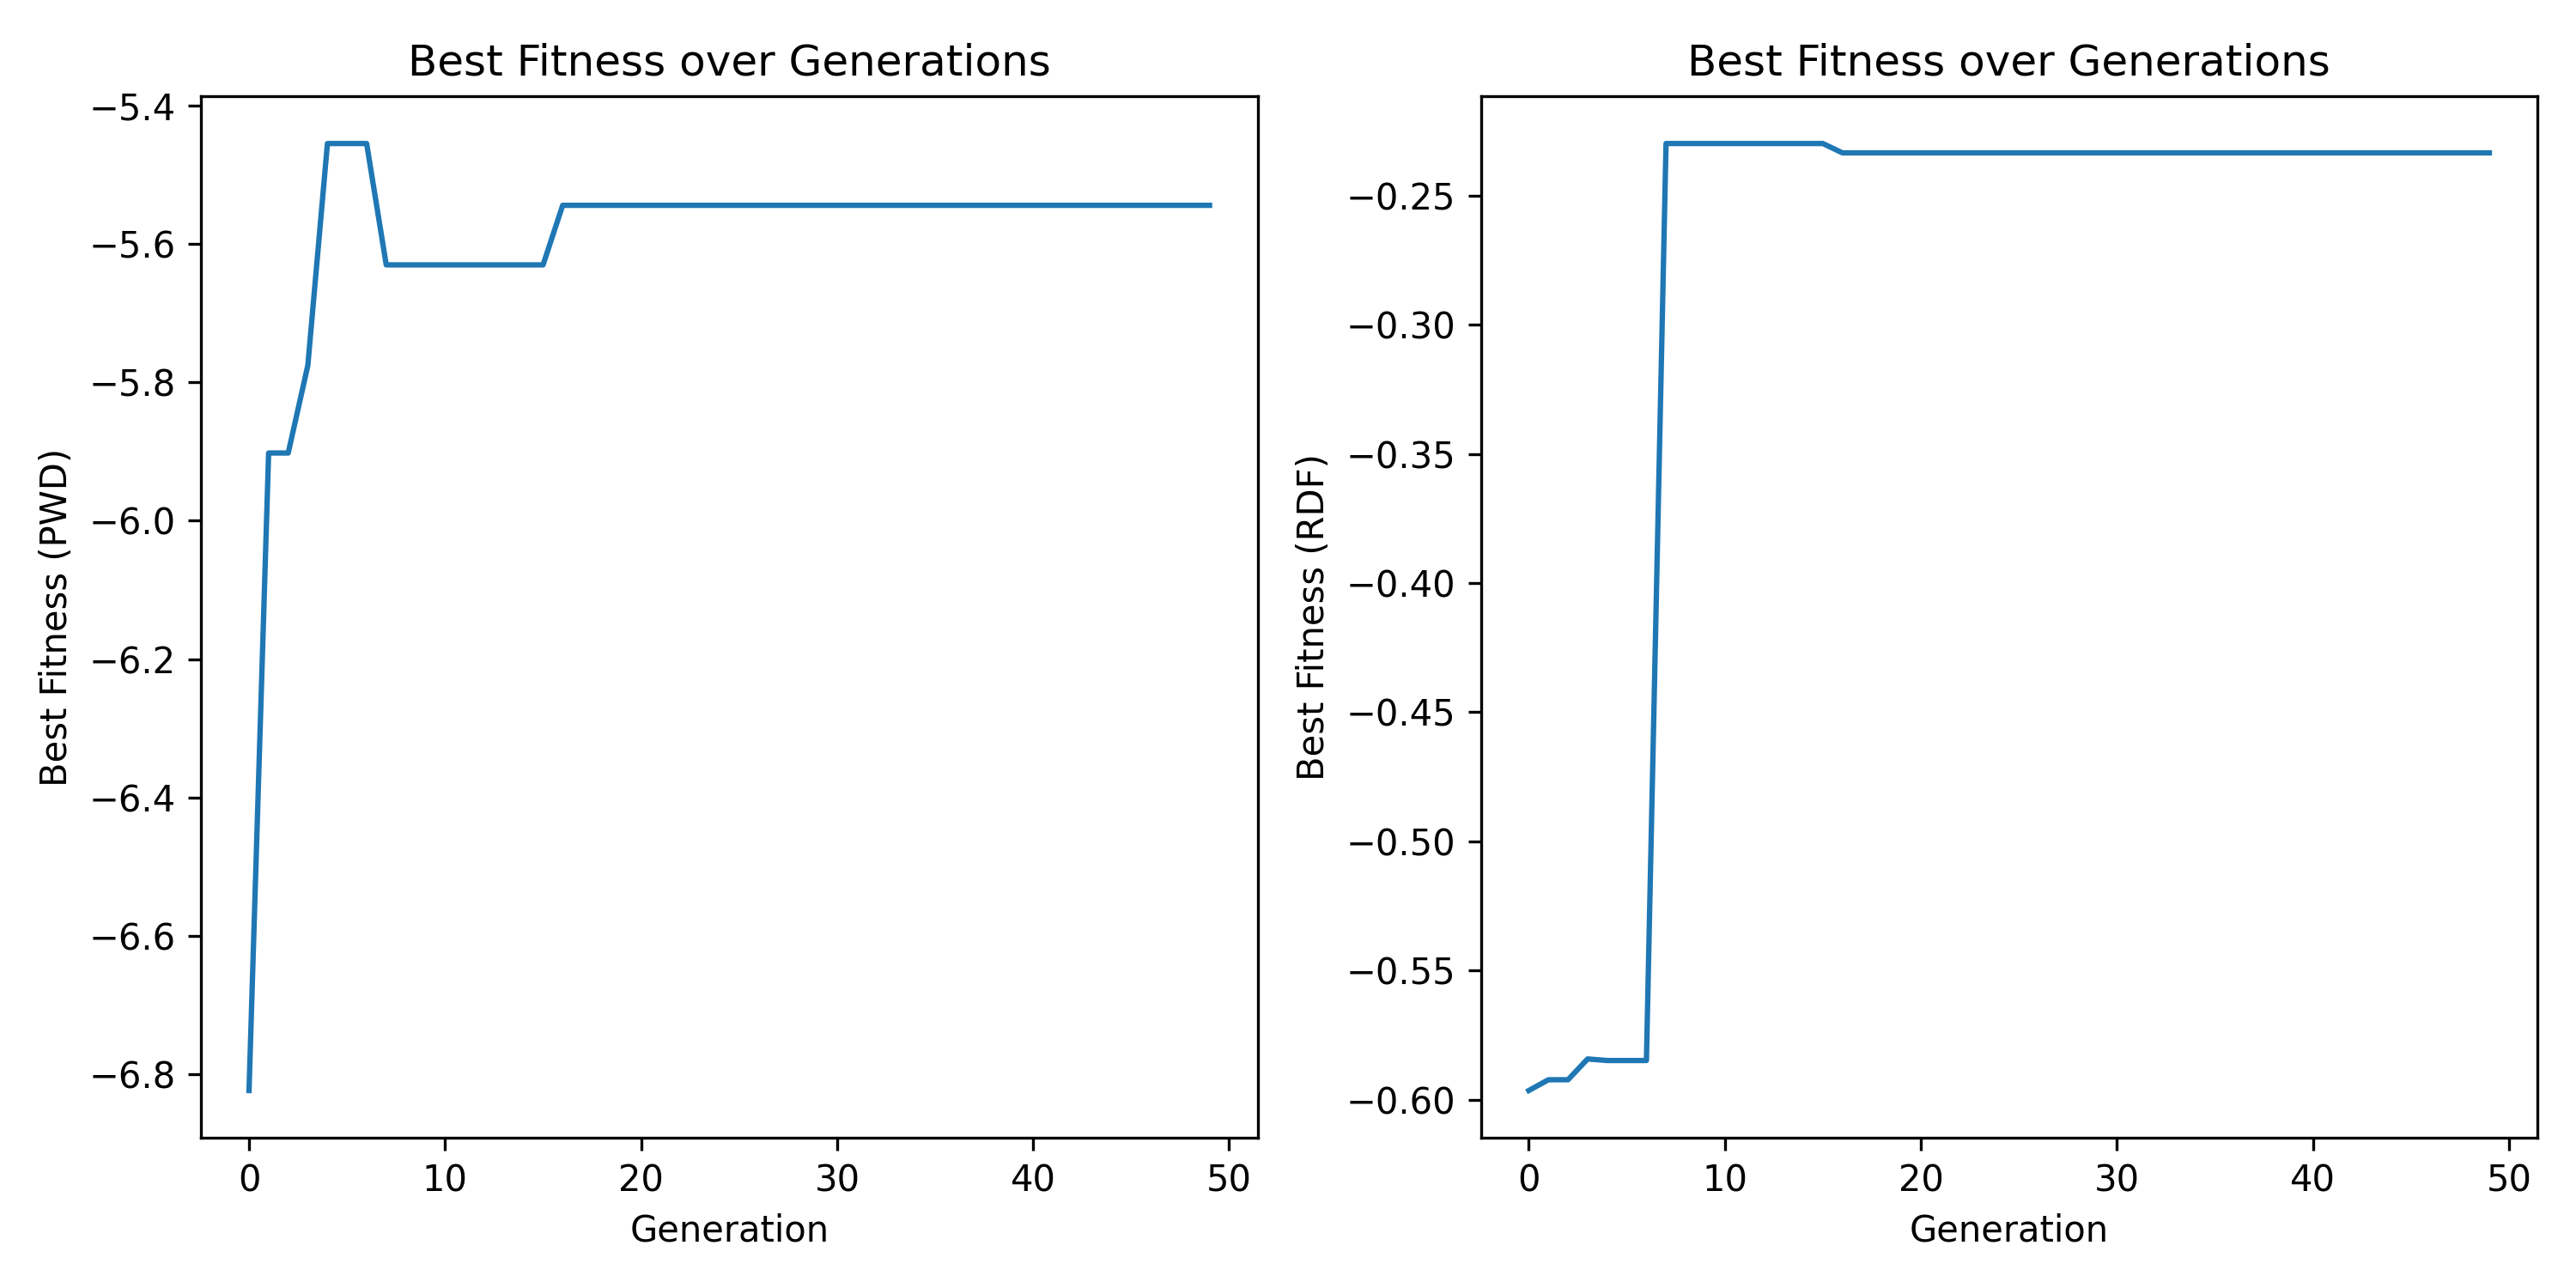 Best Fitness over Generations
Best Fitness (PWD)
−5.4
−5.6
−5.8
−6.0
−6.2
−6.4
−6.6
−6.8
0 10 20 30 40 50
Generation
Best Fitness over Generations
Best Fitness (RDF)
−0.25
−0.30
−0.35
−0.40
−0.45
−0.50
−0.55
−0.60
0 10 20 30 40 50
Generation